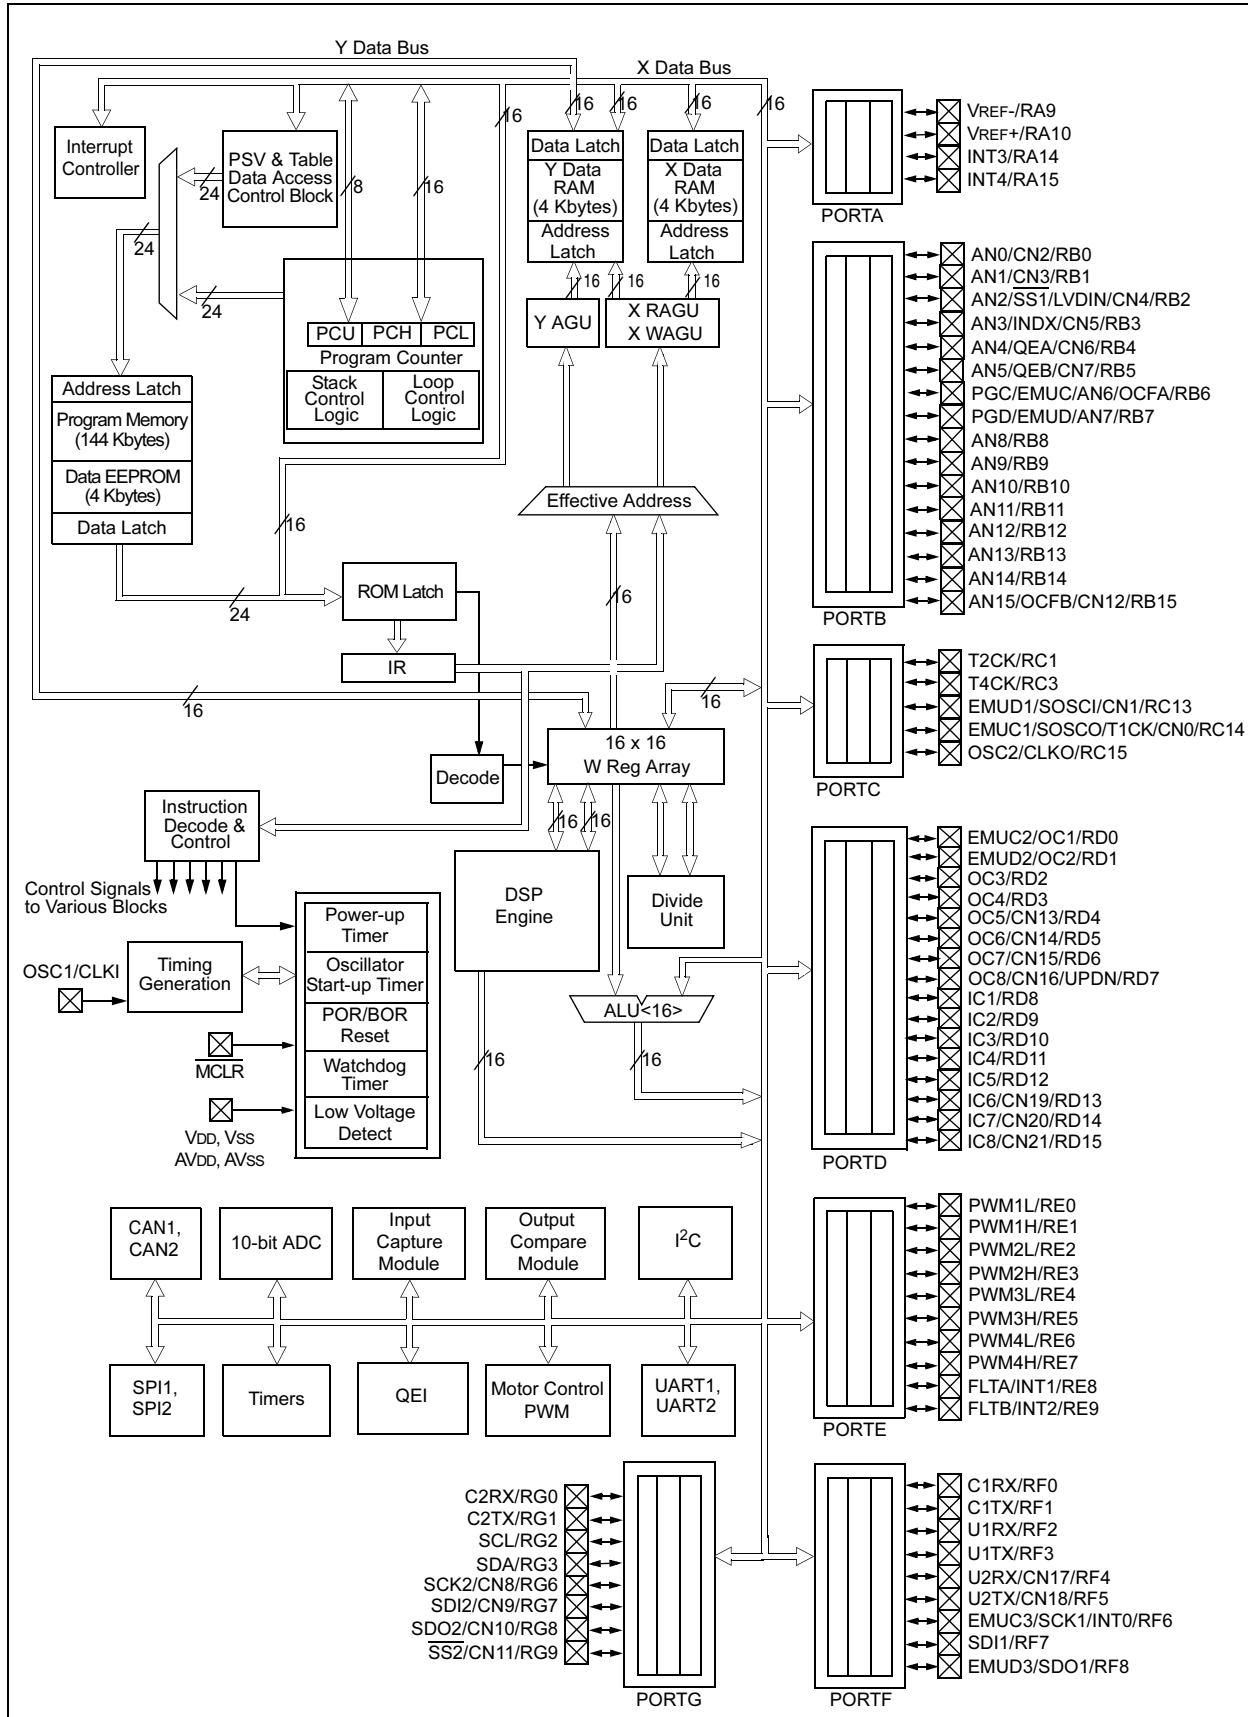 Y Data Bus
X Data Bus
16
16
16
16
16
Interrupt
Controller
PSV & Table
Data Access
Control Block
24
24
24
8
16
Data Latch
Y Data
RAM
(4 Kbytes)
Address
Latch
Data Latch
X Data
RAM
(4 Kbytes)
Address
Latch
16
16
16
Y AGU
X RAGU
X WAGU
PCU
PCH
PCL
Program Counter
Stack
Control
Logic
Loop
Control
Logic
Address Latch
Program Memory
(144 Kbytes)
Data EEPROM
(4 Kbytes)
Data Latch
Effective Address
16
24
ROM Latch
16
IR
16
16
16 x 16
W Reg Array
Decode
Instruction
Decode &
Control
Control Signals
to Various Blocks
16
16
DSP
Engine
Divide
Unit
Power-up
Timer
Oscillator
Start-up Timer
POR/BOR
Reset
Watchdog
Timer
Low Voltage
Detect
OSC1/CLKI
Timing
Generation
MCLR
VDD, VSS
AVDD, AVSS
ALU<16>
16
16
CAN1,
CAN2
10-bit ADC
Input
Capture
Module
Output
Compare
Module
I2C
SPI1,
SPI2
Timers
QEI
Motor Control
PWM
UART1,
UART2
VREF-/RA9
VREF+/RA10
INT3/RA14
INT4/RA15
PORTA
AN0/CN2/RB0
AN1/CN3/RB1
AN2/SS1/LVDIN/CN4/RB2
AN3/INDX/CN5/RB3
AN4/QEA/CN6/RB4
AN5/QEB/CN7/RB5
PGC/EMUC/AN6/OCFA/RB6
PGD/EMUD/AN7/RB7
AN8/RB8
AN9/RB9
AN10/RB10
AN11/RB11
AN12/RB12
AN13/RB13
AN14/RB14
AN15/OCFB/CN12/RB15
PORTB
T2CK/RC1
T4CK/RC3
EMUD1/SOSCI/CN1/RC13
EMUC1/SOSCO/T1CK/CN0/RC14
OSC2/CLKO/RC15
PORTC
EMUC2/OC1/RD0
EMUD2/OC2/RD1
OC3/RD2
OC4/RD3
OC5/CN13/RD4
OC6/CN14/RD5
OC7/CN15/RD6
OC8/CN16/UPDN/RD7
IC1/RD8
IC2/RD9
IC3/RD10
IC4/RD11
IC5/RD12
IC6/CN19/RD13
IC7/CN20/RD14
IC8/CN21/RD15
PORTD
PWM1L/RE0
PWM1H/RE1
PWM2L/RE2
PWM2H/RE3
PWM3L/RE4
PWM3H/RE5
PWM4L/RE6
PWM4H/RE7
FLTA/INT1/RE8
FLTB/INT2/RE9
PORTE
C2RX/RG0
C2TX/RG1
SCL/RG2
SDA/RG3
SCK2/CN8/RG6
SDI2/CN9/RG7
SDO2/CN10/RG8
SS2/CN11/RG9
PORTG
C1RX/RF0
C1TX/RF1
U1RX/RF2
U1TX/RF3
U2RX/CN17/RF4
U2TX/CN18/RF5
EMUC3/SCK1/INT0/RF6
SDI1/RF7
EMUD3/SDO1/RF8
PORTF